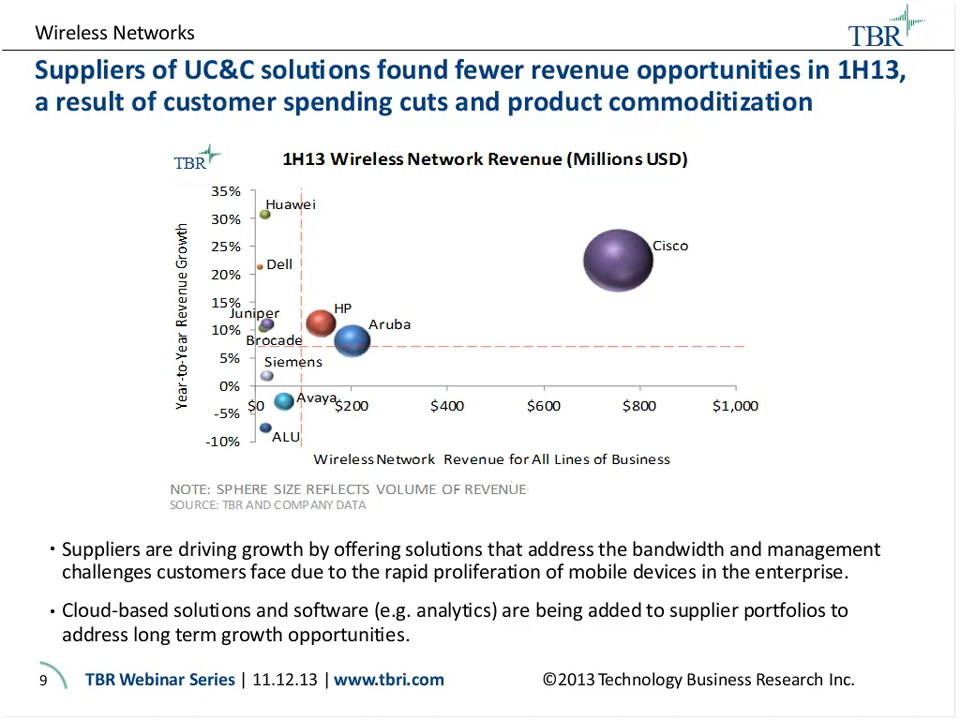 Wireless Networks
TBR
Suppliers of UC&C solutions found fewer revenue opportunities in 1H13,
a result of customer spending cuts and product commoditization
TBR
1H13 Wireless Network Revenue (Millions USD)
Year-to-Year Revenue Growth
35%
30%
25%
20%
15%
10%
5%
0%
-5%
-10%
Huawei
Cisco
Dell
HP
Juniper
Aruba
Brocade
Siemens
Avaya
ALU
$0
$200
$400
$600
$800
$1,000
Wireless Network Revenue for All Lines of Business
NOTE: SPHERE SIZE REFLECTS VOLUME OF REVENUE
SOURCE: TBR AND COMPANY DATA
• Suppliers are driving growth by offering solutions that address the bandwidth and management
challenges customers face due to the rapid proliferation of mobile devices in the enterprise.
• Cloud-based solutions and software (e.g. analytics) are being added to supplier portfolios to
address long term growth opportunities.
9 TBR Webinar Series | 11.12.13 | www.tbri.com ©2013 Technology Business Research Inc.